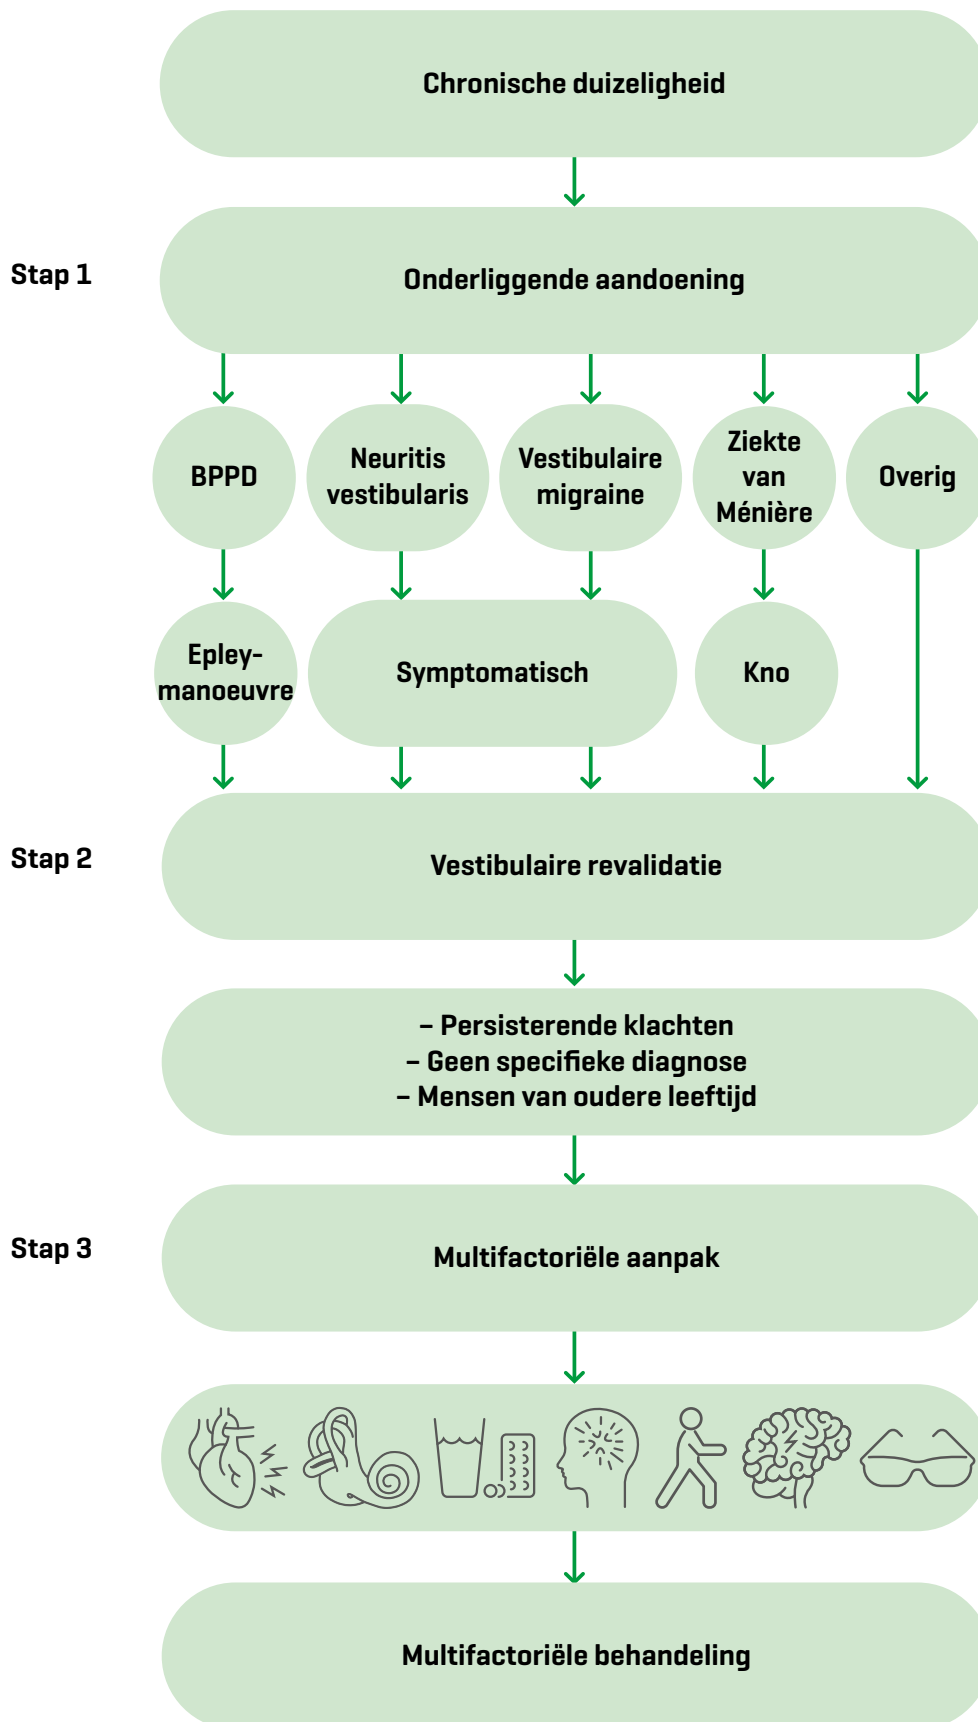 Chronische duizeligheid
Stap 1
Onderliggende aandoening
BPPD
Neuritis
vestibularis
Vestibulaire
migraine
Ziekte
van
Ménière
Overig
Epley-
manoeuvre
Symptomatisch
Kno
Stap 2
Vestibulaire revalidatie
– Persisterende klachten
– Geen specifieke diagnose
– Mensen van oudere leeftijd
Stap 3
Multifactoriële aanpak
Multifactoriële behandeling